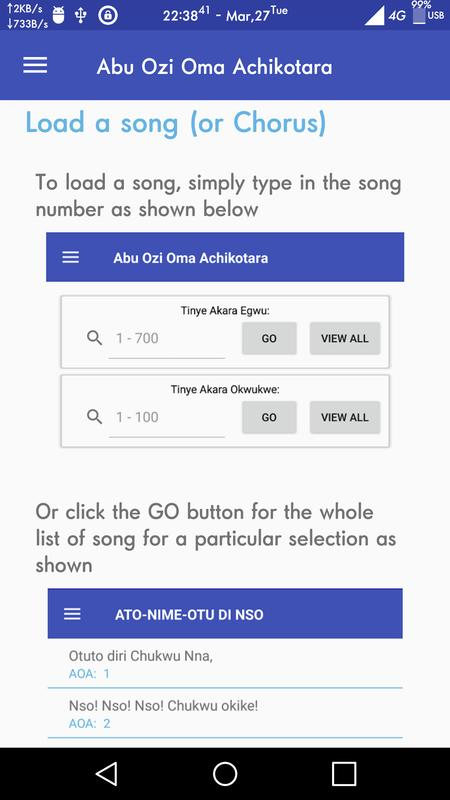 ↑2KB/s
↓733B/s
22:38⁴¹ - Mar,27ᵀᵘᵉ
4G
99%
USB
Abu Ozi Oma Achikotara
Load a song (or Chorus)
To load a song, simply type in the song
number as shown below
Abu Ozi Oma Achikotara
Tinye Akara Egwu:
1 - 700 GO VIEW ALL
Tinye Akara Okwukwe:
1 - 100 GO VIEW ALL
Or click the GO button for the whole
list of song for a particular selection as
shown
ATO-NIME-OTU DI NSO
Otuto diri Chukwu Nna,
AOA: 1
Nso! Nso! Nso! Chukwu okike!
AOA: 2